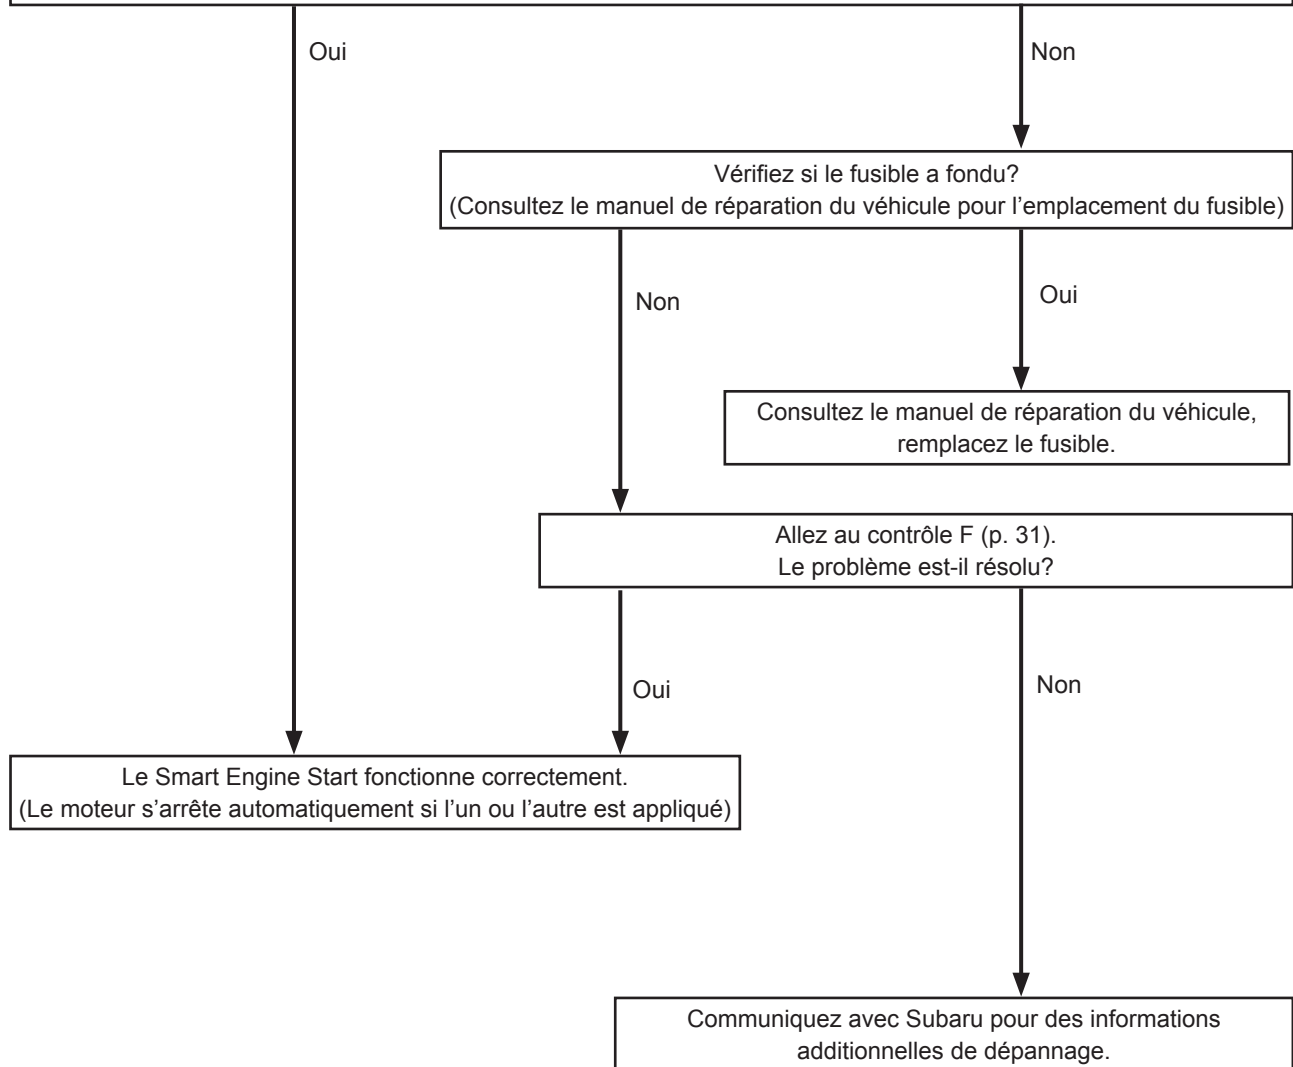 Oui
Non
Vérifiez si le fusible a fondu?
(Consultez le manuel de réparation du véhicule pour l’emplacement du fusible)
Non
Oui
Consultez le manuel de réparation du véhicule,
remplacez le fusible.
Allez au contrôle F (p. 31).
Le problème est-il résolu?
Oui
Non
Le Smart Engine Start fonctionne correctement.
(Le moteur s’arrête automatiquement si l’un ou l’autre est appliqué)
Communiquez avec Subaru pour des informations
additionnelles de dépannage.